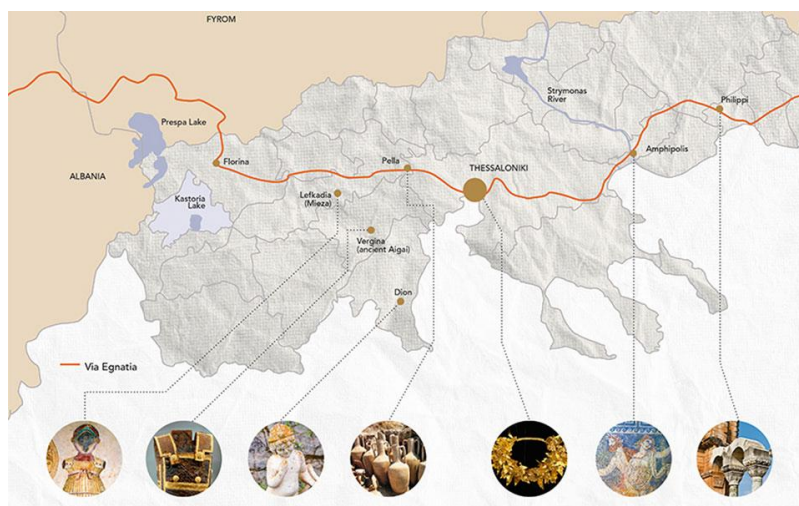 FYROM
Prespa Lake
ALBANIA
Florina
Kastoria
Lake
Lefkadia
(Mieza)
Pella
Vergina
(ancient Aigai)
Dion
THESSALONIKI
Strymonas
River
Amphipolis
Philippi
Via Egnatia